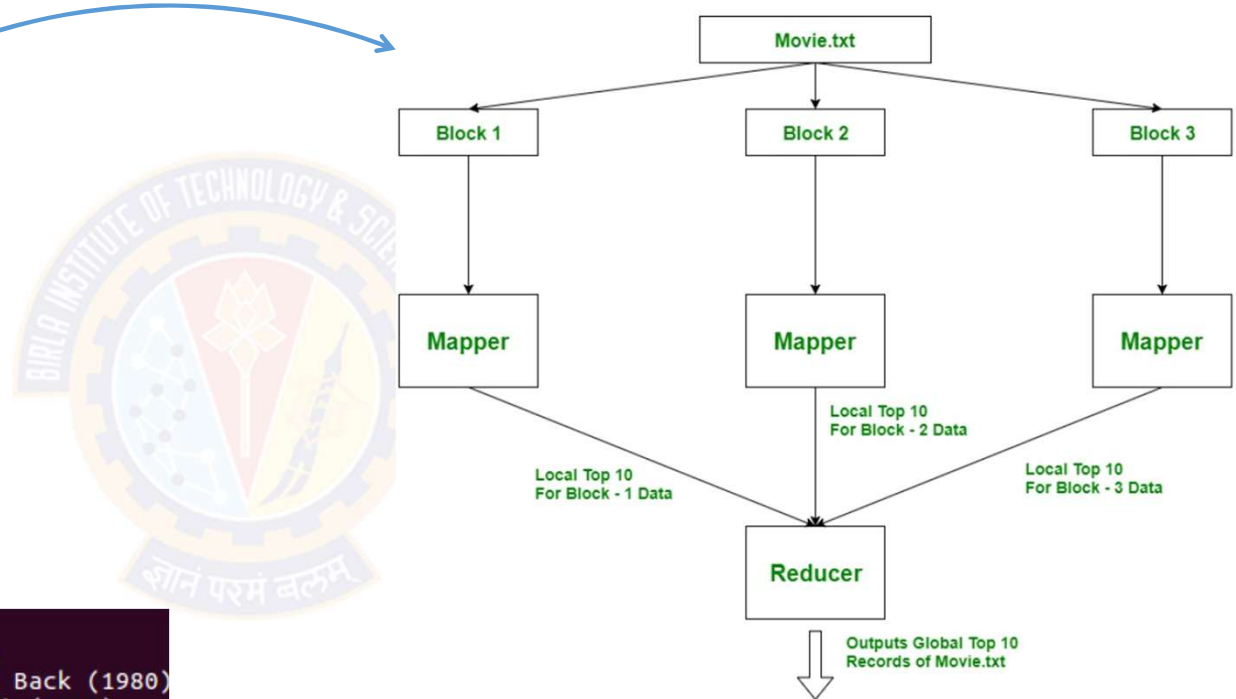 Movie.txt
Block 1
Block 2
Block 3
BIRLA INSTITUTE OF TECHNOLOGY & SCIE
Mapper
Mapper
Mapper
Local Top 10
For Block - 2 Data
Local Top 10
For Block - 1 Data
Local Top 10
For Block - 3 Data
Reducer
ज्ञानं परमं बलम्
Outputs Global Top 10
Records of Movie.txt
Back (1980)